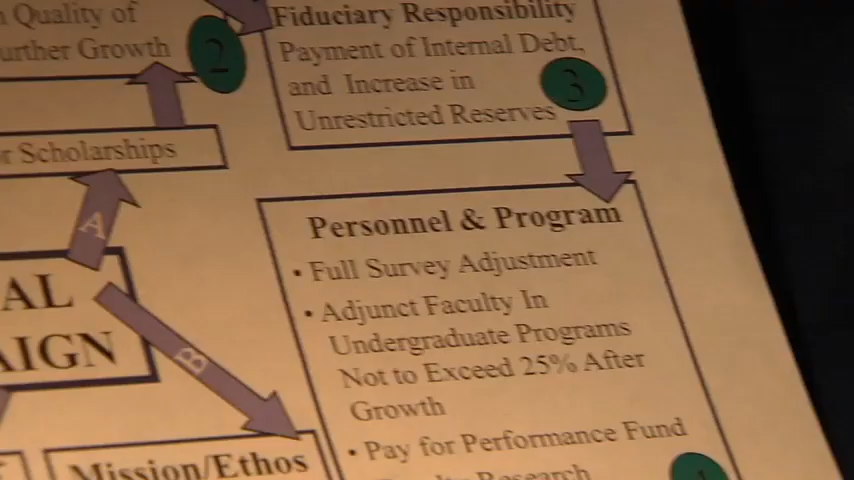 Quality of
urther Growth
2
Fiduciary Responsibility
Payment of Internal Debt,
and Increase in
Unrestricted Reserves
3
r Scholarships
A
AL
AIGN
B
Mission/Ethos
Personnel & Program
• Full Survey Adjustment
• Adjunct Faculty In
Undergraduate Programs
Not to Exceed 25% After
Growth
• Pay for Performance Fund
Research